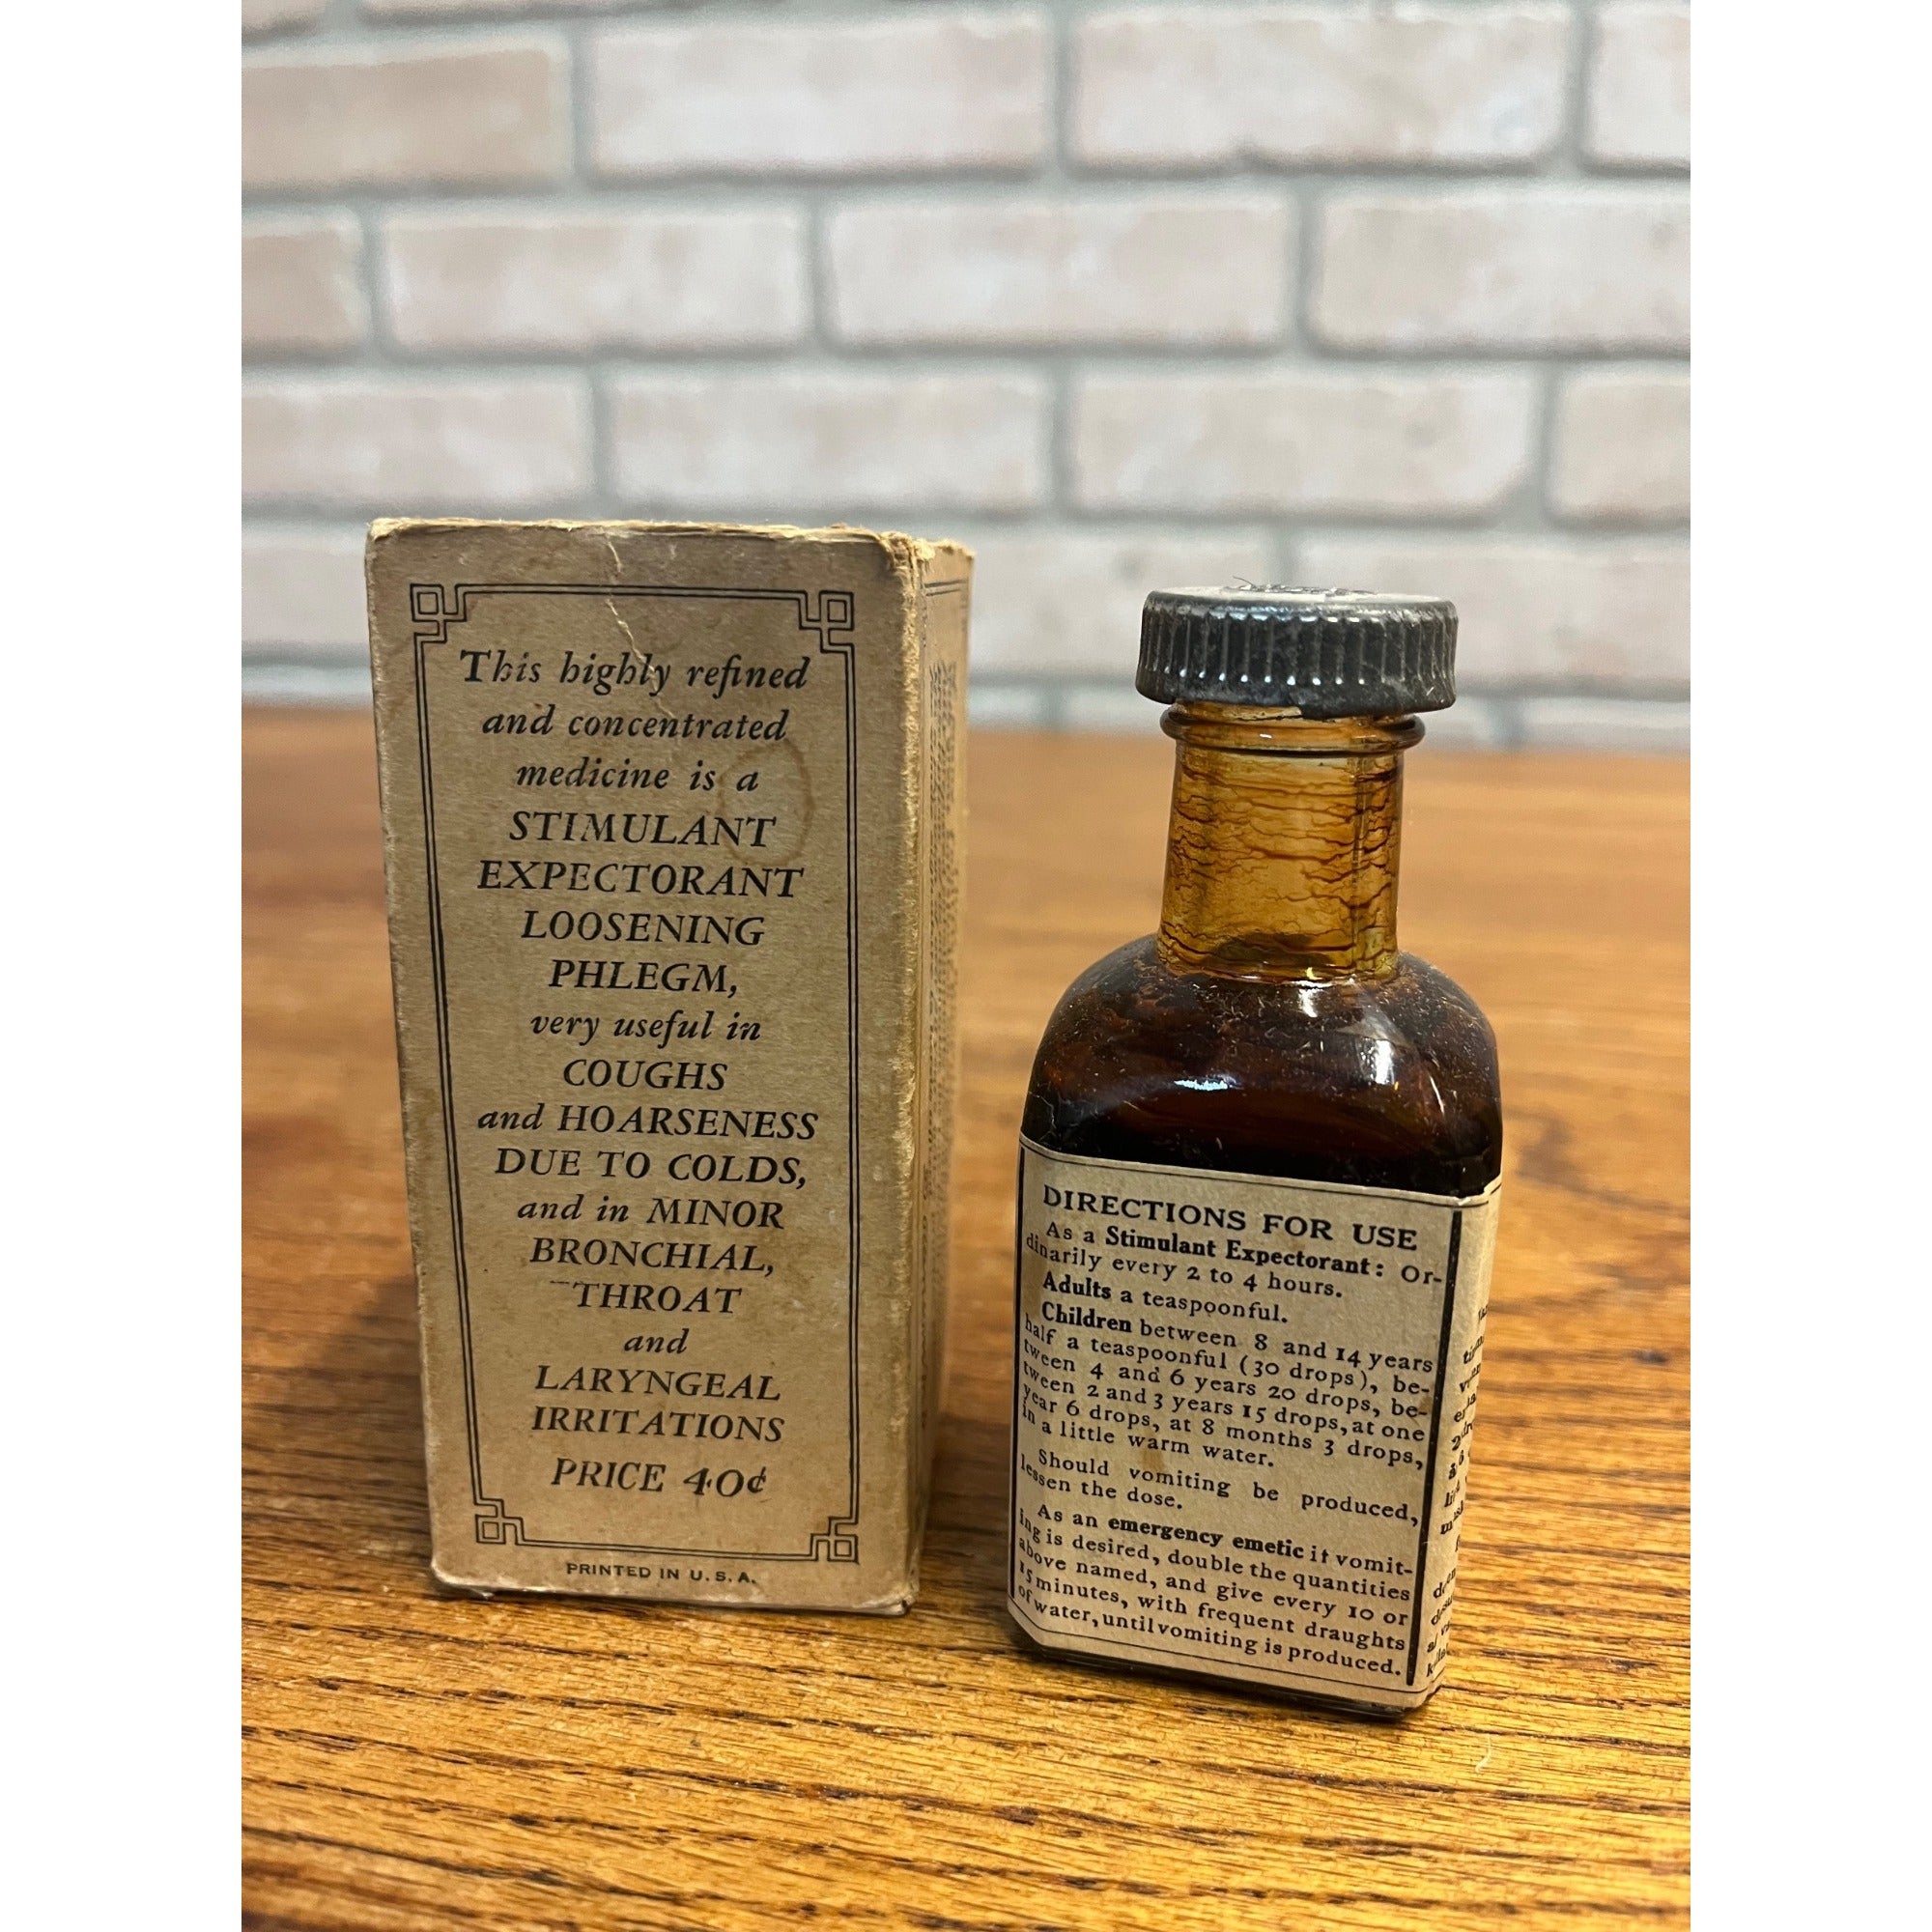 This highly refined
and concentrated
medicine is a
STIMULANT
EXPECTORANT
LOOSENING
PHLEGM,
very useful in
COUGHS
and HOARSENESS
DUE TO COLDS,
and in MINOR
BRONCHIAL,
THROAT
and
LARYNGEAL
IRRITATIONS
PRICE 40¢
PRINTED IN U.S.A.
DIRECTIONS FOR USE
As a Stimulant Expectorant: Or-
dinarily every 2 to 4 hours.
Adults a teaspoonful.
Children between 8 and 14 years
half a teaspoonful (30 drops), be-
tween 4 and 6 years 20 drops, be-
tween 2 and 3 years 15 drops, at one
year 6 drops, at 8 months 3 drops,
in a little warm water.
Should vomiting be produced,
lessen the dose.
As an emergency emetic if vomit-
ing is desired, double the quantities
above named, and give every 10 or
15 minutes, with frequent draughts
of water, until vomiting is produced.